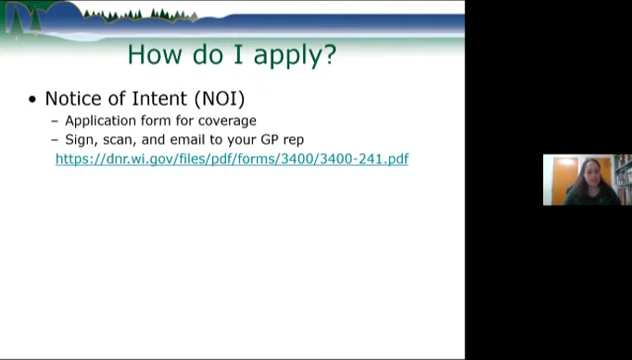 How do I apply?
• Notice of Intent (NOI)
– Application form for coverage
– Sign, scan, and email to your GP rep
https://dnr.wi.gov/files/pdf/forms/3400/3400-241.pdf